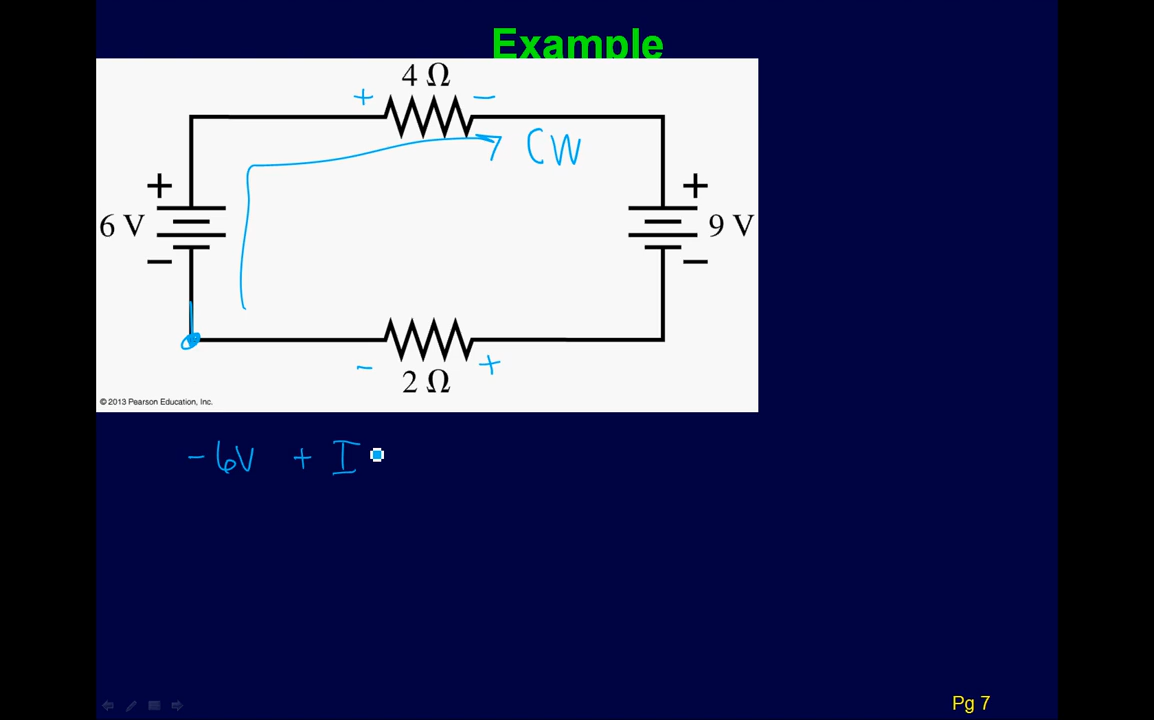 Example
4 Ω
+ −
CW
+ +
6 V 9 V
− −
- +
2 Ω
© 2013 Pearson Education, Inc.
- 6V + I
Pg 7